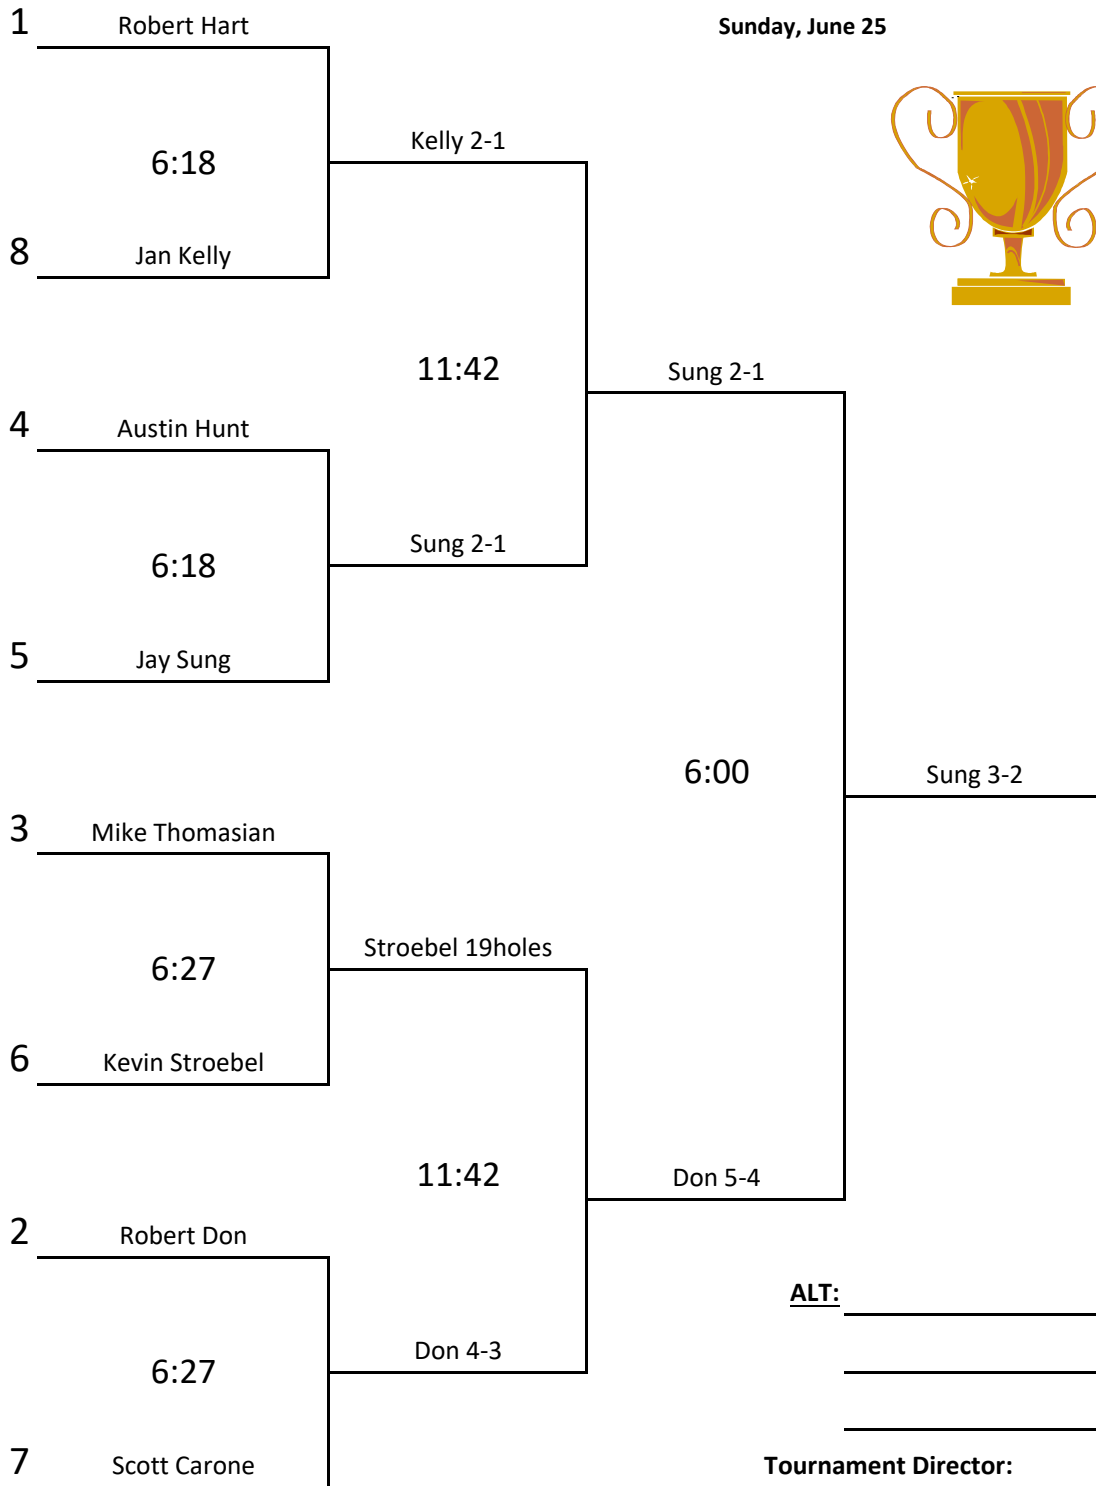 1 Robert Hart
Sunday, June 25
Kelly 2-1
6:18
8 Jan Kelly
11:42
Sung 2-1
4 Austin Hunt
Sung 2-1
6:18
5 Jay Sung
6:00
Sung 3-2
3 Mike Thomasian
Stroebel 19holes
6:27
6 Kevin Stroebel
11:42
Don 5-4
2 Robert Don
ALT:
Don 4-3
6:27
7 Scott Carone
Tournament Director: